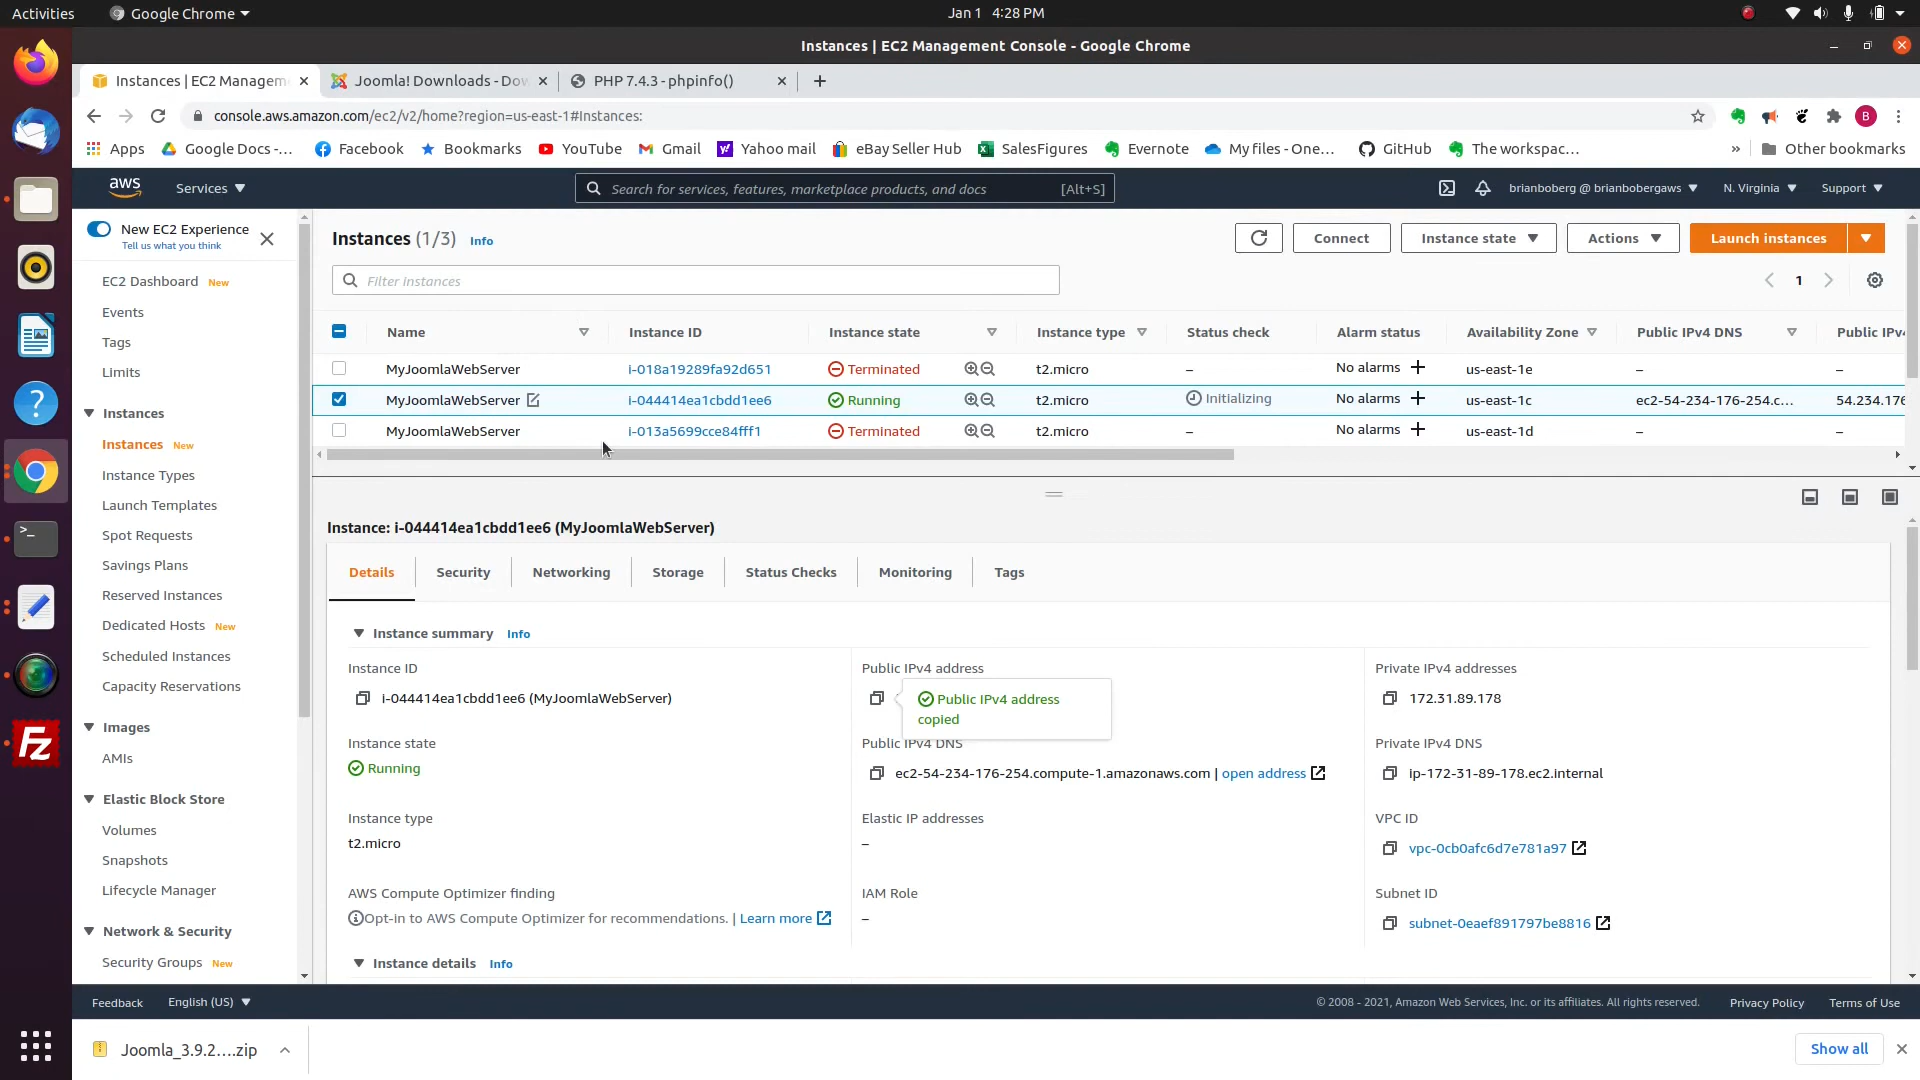 Activities
Google Chrome
Jan 1 4:28 PM
Instances | EC2 Management Console - Google Chrome
Instances | EC2 Managem
Joomla! Downloads - Dow
PHP 7.4.3 - phpinfo()
console.aws.amazon.com/ec2/v2/home?region=us-east-1#Instances:
B
Apps
Google Docs -...
Facebook
Bookmarks
YouTube
Gmail
Yahoo mail
eBay Seller Hub
SalesFigures
Evernote
My files - One...
GitHub
The workspac...
»
Other bookmarks
aws
Services
Search for services, features, marketplace products, and docs
[Alt+S]
brianboberg @ brianbobergaws
N. Virginia
Support
New EC2 Experience
Tell us what you think
EC2 Dashboard New
Events
Tags
Limits
Instances
Instances New
Instance Types
Launch Templates
Spot Requests
Savings Plans
Reserved Instances
Dedicated Hosts New
Scheduled Instances
Capacity Reservations
Images
AMIs
Elastic Block Store
Volumes
Snapshots
Lifecycle Manager
Network & Security
Security Groups New
Instances (1/3) Info
Connect
Instance state
Actions
Launch instances
Filter instances
1
Name Instance ID Instance state Instance type Status check Alarm status Availability Zone Public IPv4 DNS Public IPv4
MyJoomlaWebServer i-018a19289fa92d651 Terminated t2.micro – No alarms + us-east-1e – –
MyJoomlaWebServer i-044414ea1cbdd1ee6 Running t2.micro Initializing No alarms + us-east-1c ec2-54-234-176-254.c... 54.234.176
MyJoomlaWebServer i-013a5699cce84fff1 Terminated t2.micro – No alarms + us-east-1d – –
Instance: i-044414ea1cbdd1ee6 (MyJoomlaWebServer)
Details Security Networking Storage Status Checks Monitoring Tags
Instance summary Info
Instance ID
i-044414ea1cbdd1ee6 (MyJoomlaWebServer)
Public IPv4 address
Public IPv4 address
copied
Private IPv4 addresses
172.31.89.178
Instance state
Running
Public IPv4 DNS
ec2-54-234-176-254.compute-1.amazonaws.com | open address
Private IPv4 DNS
ip-172-31-89-178.ec2.internal
Instance type
t2.micro
Elastic IP addresses
–
VPC ID
vpc-0cb0afc6d7e781a97
AWS Compute Optimizer finding
Opt-in to AWS Compute Optimizer for recommendations. | Learn more
IAM Role
–
Subnet ID
subnet-0eaef891797be8816
Instance details Info
Feedback
English (US)
© 2008 - 2021, Amazon Web Services, Inc. or its affiliates. All rights reserved.
Privacy Policy
Terms of Use
Joomla_3.9.2....zip
Show all